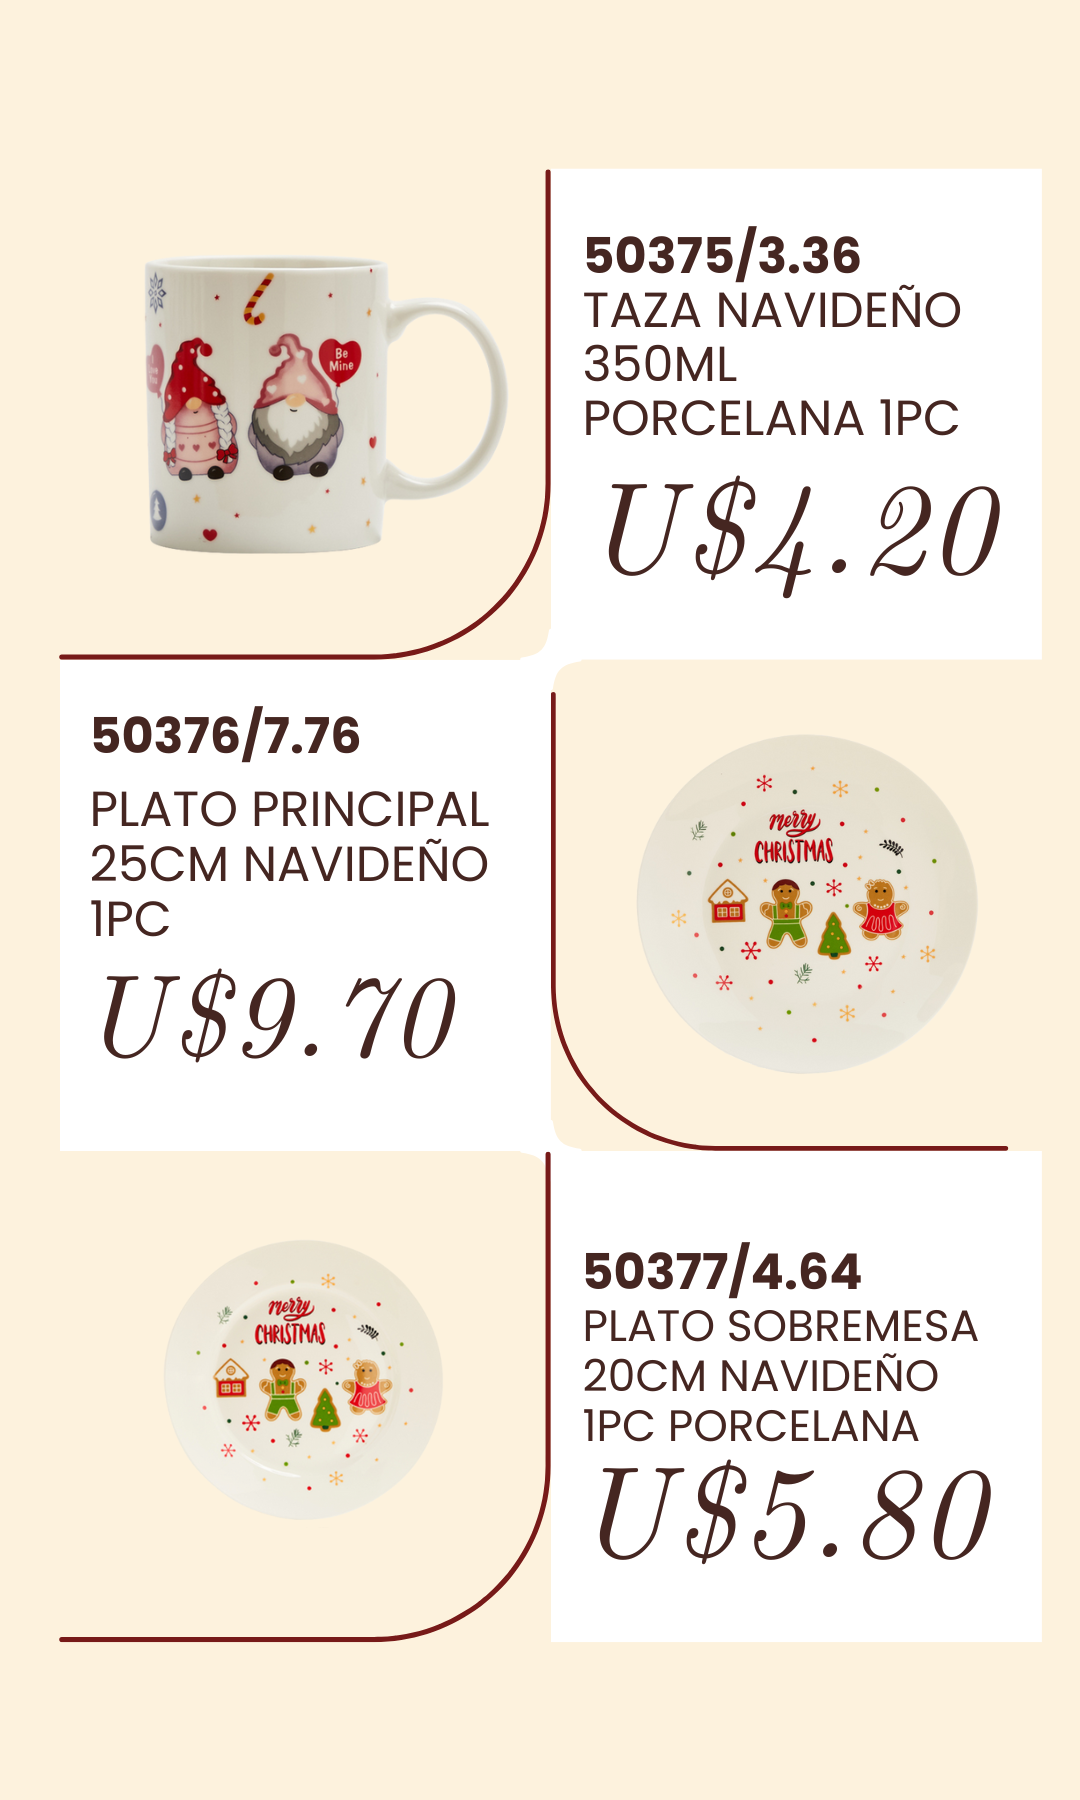 Be
Mine
50375/3.36
TAZA NAVIDEÑO
350ML
PORCELANA 1PC
U$4.20
50376/7.76
PLATO PRINCIPAL
25CM NAVIDEÑO
1PC
U$9.70
merry
CHRISTMAS
merry
CHRISTMAS
50377/4.64
PLATO SOBREMESA
20CM NAVIDEÑO
1PC PORCELANA
U$5.80